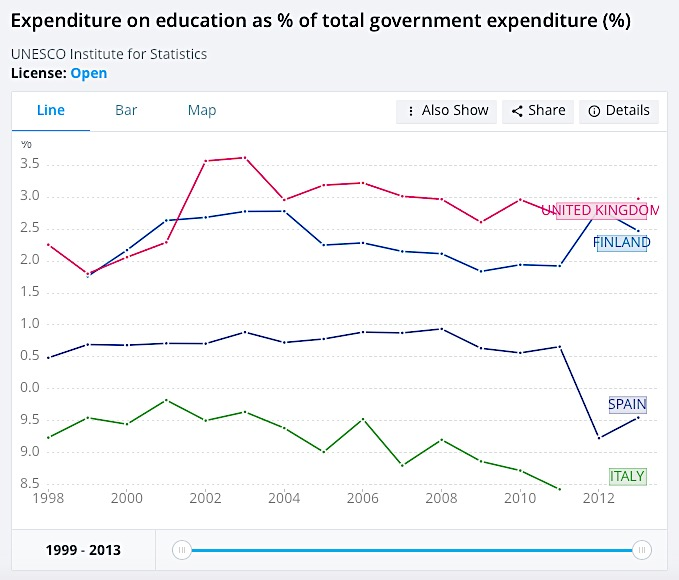 Expenditure on education as % of total government expenditure (%)
UNESCO Institute for Statistics
License: Open
Line Bar Map Also Show Share Details
%
3.5
3.0
UNITED KINGDOM
2.5
FINLAND
2.0
1.5
1.0
0.5
0.0
SPAIN
9.5
9.0
ITALY
8.5
1998 2000 2002 2004 2006 2008 2010 2012
1999 - 2013